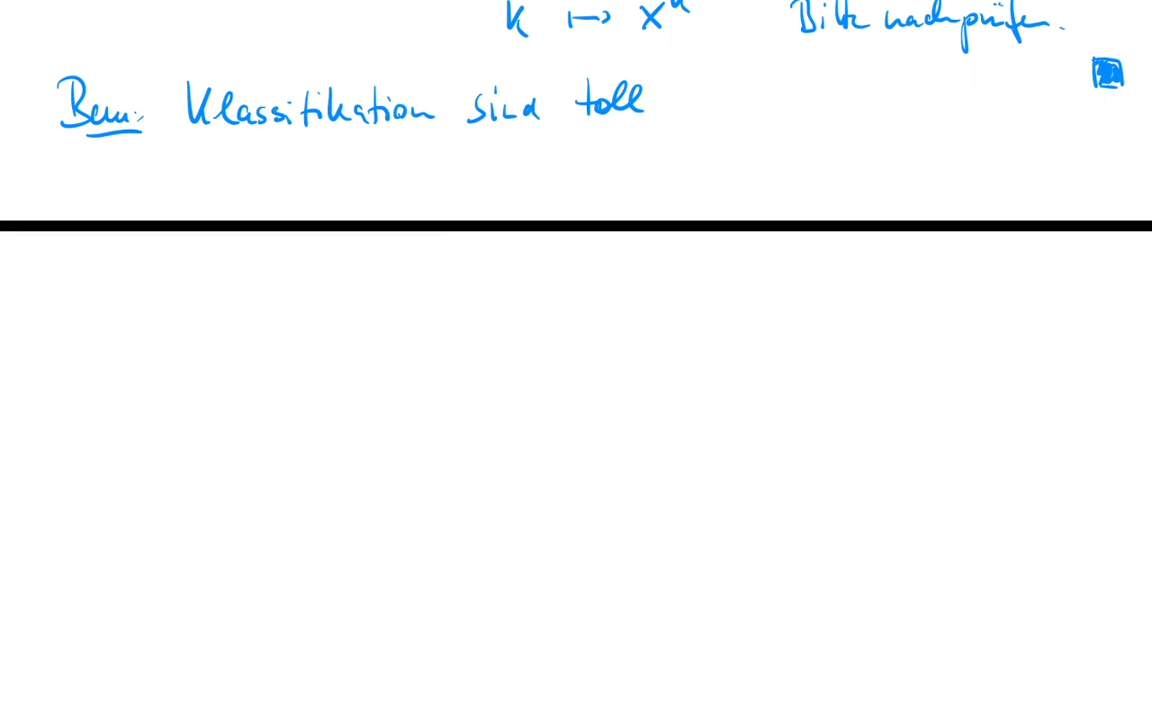 k ↦ x^k Bitte nachprüfen.
Bem: Klassifikation sind toll